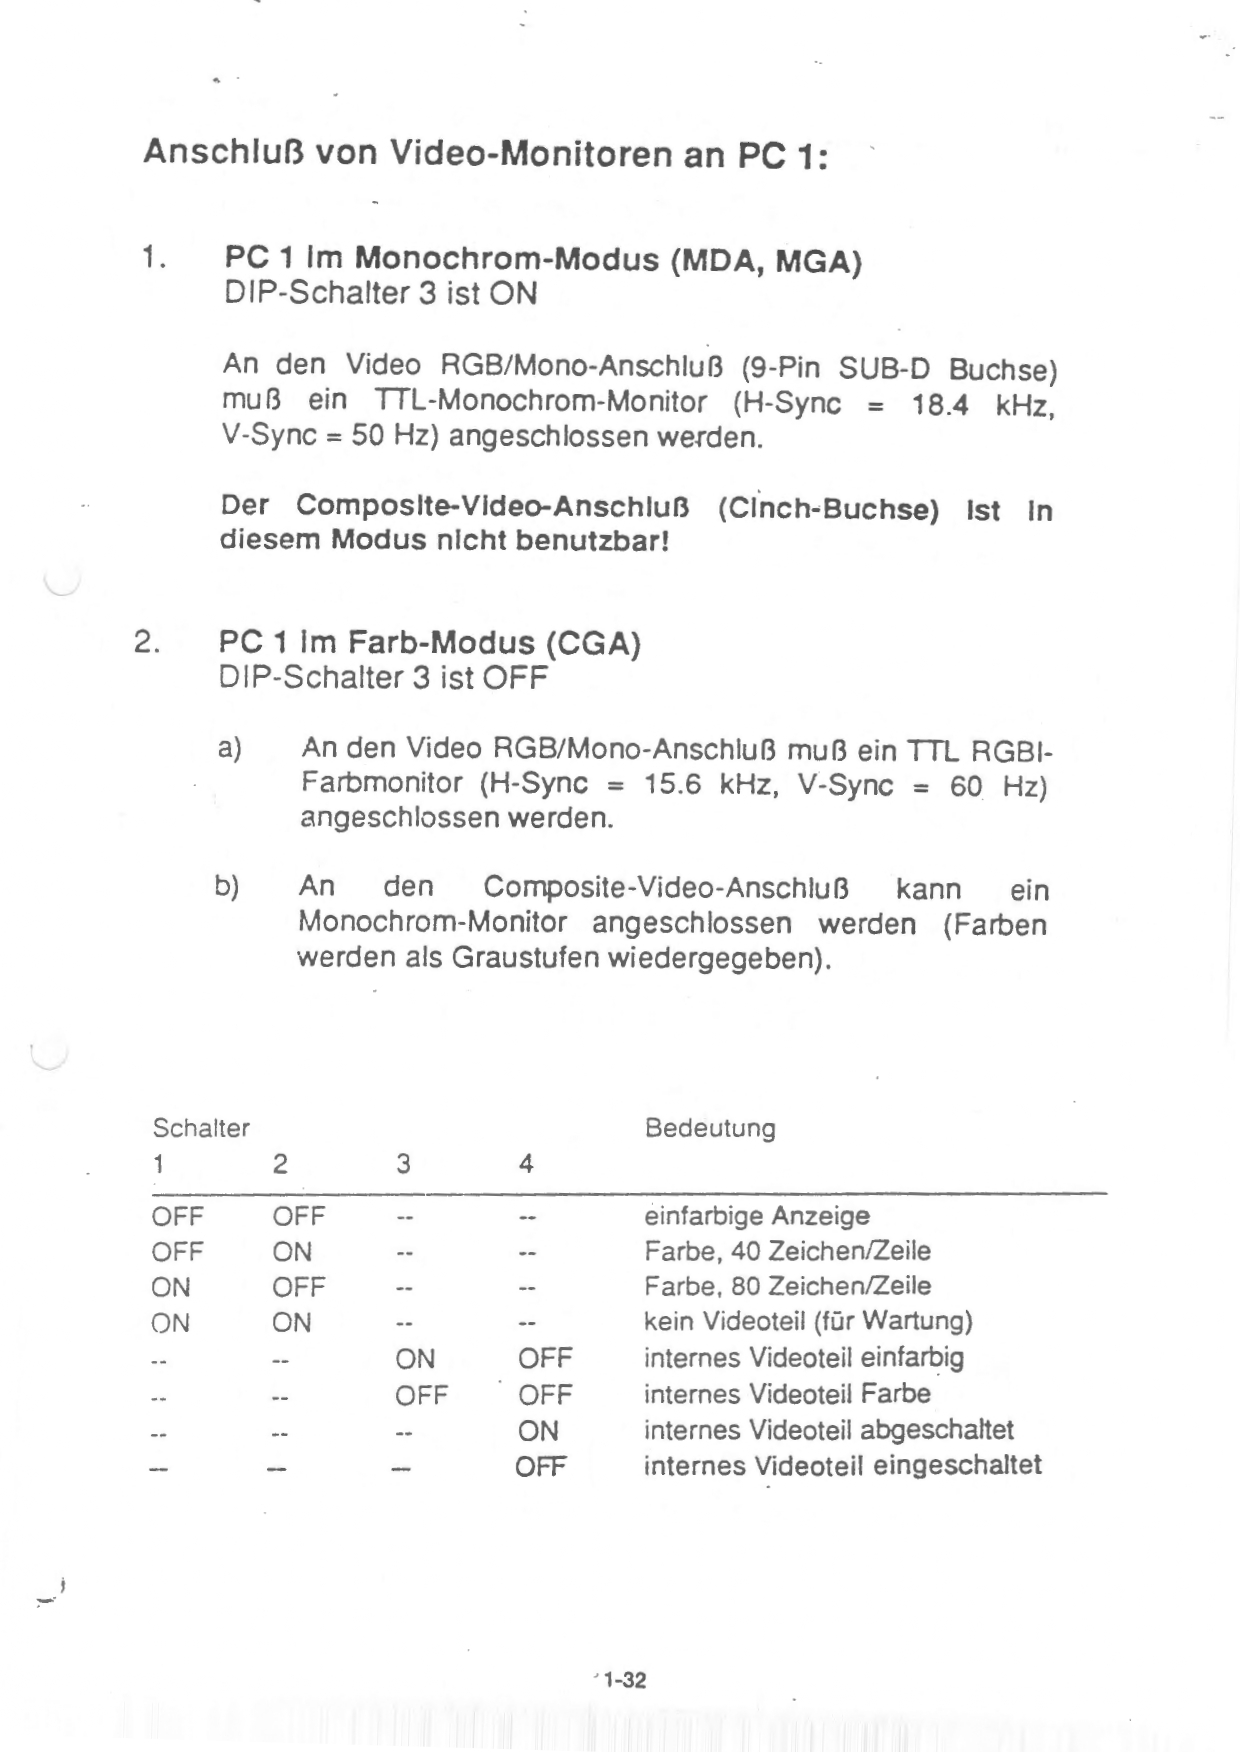 Anschluß von Video-Monitoren an PC 1:
1. PC 1 im Monochrom-Modus (MDA, MGA)
DIP-Schalter 3 ist ON
An den Video RGB/Mono-Anschluß (9-Pin SUB-D Buchse)
muß ein TTL-Monochrom-Monitor (H-Sync = 18.4 kHz,
V-Sync = 50 Hz) angeschlossen werden.
Der Composite-Video-Anschluß (Cinch-Buchse) ist in
diesem Modus nicht benutzbar!
2. PC 1 im Farb-Modus (CGA)
DIP-Schalter 3 ist OFF
a) An den Video RGB/Mono-Anschluß muß ein TTL RGBI-
Farbmonitor (H-Sync = 15.6 kHz, V-Sync = 60 Hz)
angeschlossen werden.
b) An den Composite-Video-Anschluß kann ein
Monochrom-Monitor angeschlossen werden (Farben
werden als Graustufen wiedergegeben).
Schalter Bedeutung
1 2 3 4
OFF OFF -- -- einfarbige Anzeige
OFF ON -- -- Farbe, 40 Zeichen/Zeile
ON OFF -- -- Farbe, 80 Zeichen/Zeile
ON ON -- -- kein Videoteil (für Wartung)
-- -- ON OFF internes Videoteil einfarbig
-- -- OFF OFF internes Videoteil Farbe
-- -- -- ON internes Videoteil abgeschaltet
-- -- -- OFF internes Videoteil eingeschaltet
1-32